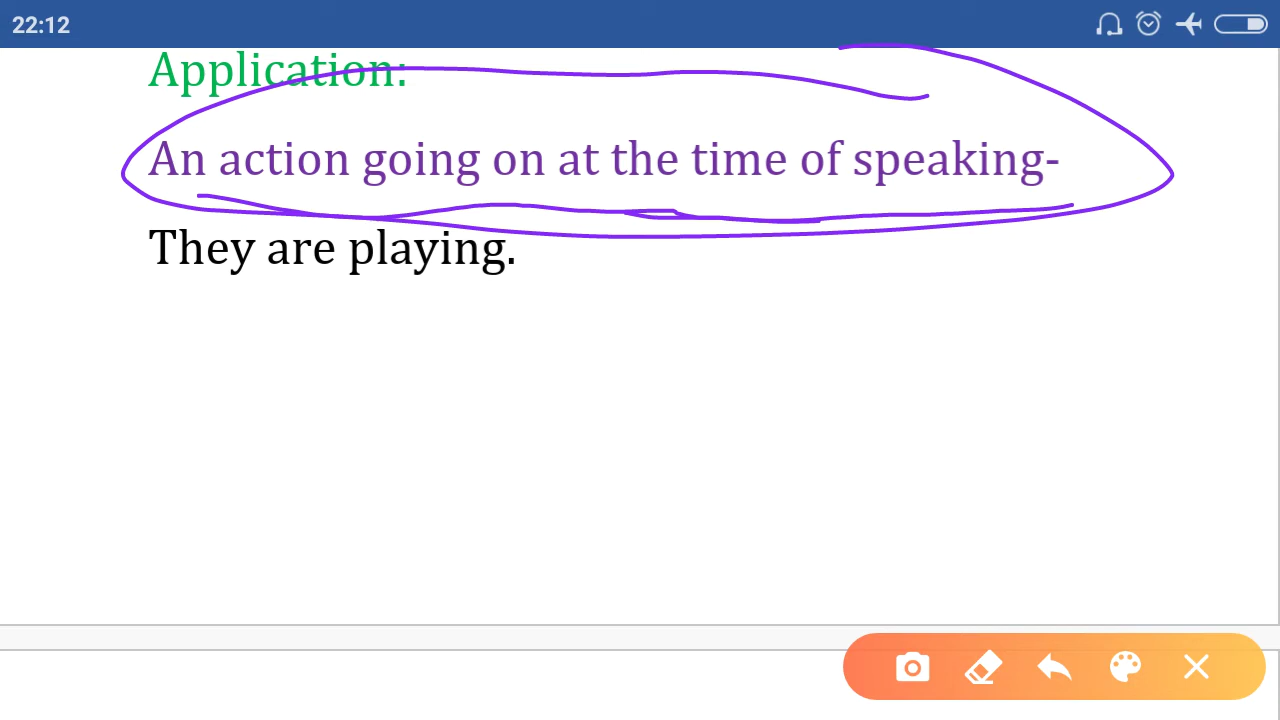 22:12
Application:
An action going on at the time of speaking-
They are playing.